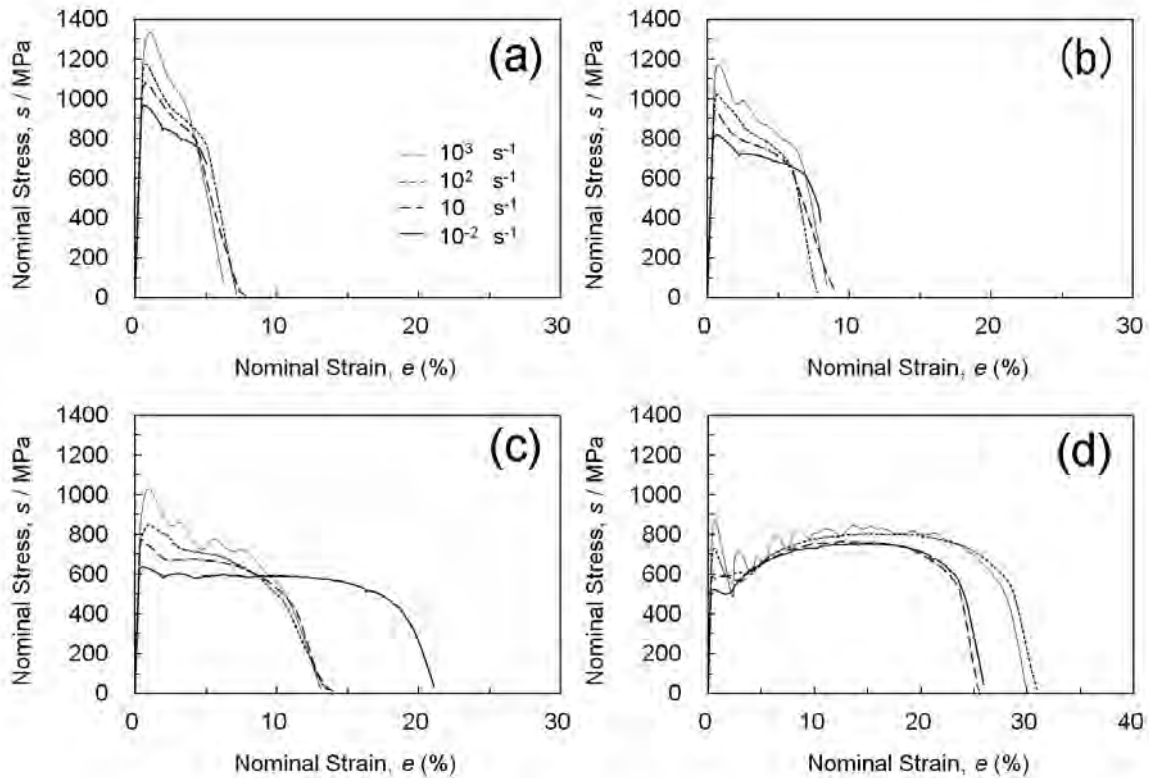 1400
1200
1000
800
600
400
200
0
Nominal Stress, s / MPa
(a)
10³ s⁻¹
10² s⁻¹
10 s⁻¹
10⁻² s⁻¹
0 10 20 30
Nominal Strain, e (%)
1400
1200
1000
800
600
400
200
0
Nominal Stress, s / MPa
(b)
0 10 20 30
Nominal Strain, e (%)
1400
1200
1000
800
600
400
200
0
Nominal Stress, s / MPa
(c)
0 10 20 30
Nominal Strain, e (%)
1400
1200
1000
800
600
400
200
0
Nominal Stress, s / MPa
(d)
0 10 20 30 40
Nominal Strain, e (%)